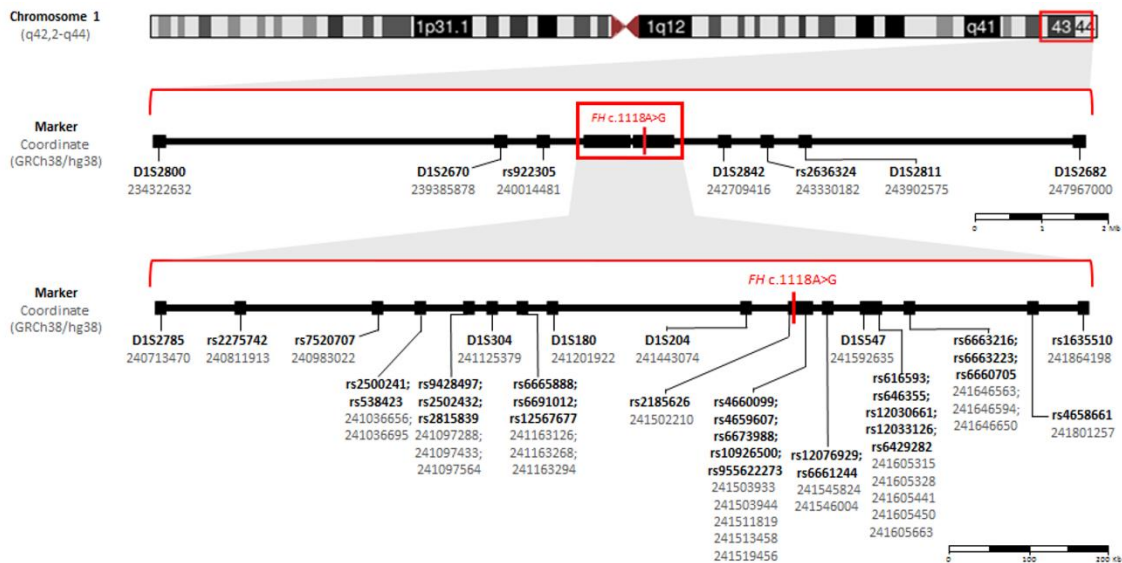 Chromosome 1
(q42,2-q44)
1p31.1
1q12
q41
43
44
Marker
Coordinate
(GRCh38/hg38)
FH c.1118A>G
D1S2800
234322632
D1S2670
239385878
rs922305
240014481
D1S2842
242709416
rs2636324
243330182
D1S2811
243902575
D1S2682
247967000
0 1 2 Mb
Marker
Coordinate
(GRCh38/hg38)
FH c.1118A>G
D1S2785
240713470
rs2275742
240811913
rs7520707
240983022
rs2500241;
rs538423
241036656;
241036695
rs9428497;
rs2502432;
rs2815839
241097288;
241097433;
241097564
D1S304
241125379
rs6665888;
rs6691012;
rs12567677
241163126;
241163268;
241163294
D1S180
241201922
D1S204
241443074
rs2185626
241502210
rs4660099;
rs4659607;
rs6673988;
rs10926500;
rs955622273
241503933
241503944
241511819
241513458
241519456
rs12076929;
rs6661244
241545824
241546004
D1S547
241592635
rs616593;
rs646355;
rs12030661;
rs12033126;
rs6429282
241605315
241605328
241605441
241605450
241605663
rs6663216;
rs6663223;
rs6660705
241646563;
241646594;
241646650
rs4658661
241801257
rs1635510
241864198
0 100 200 Kb